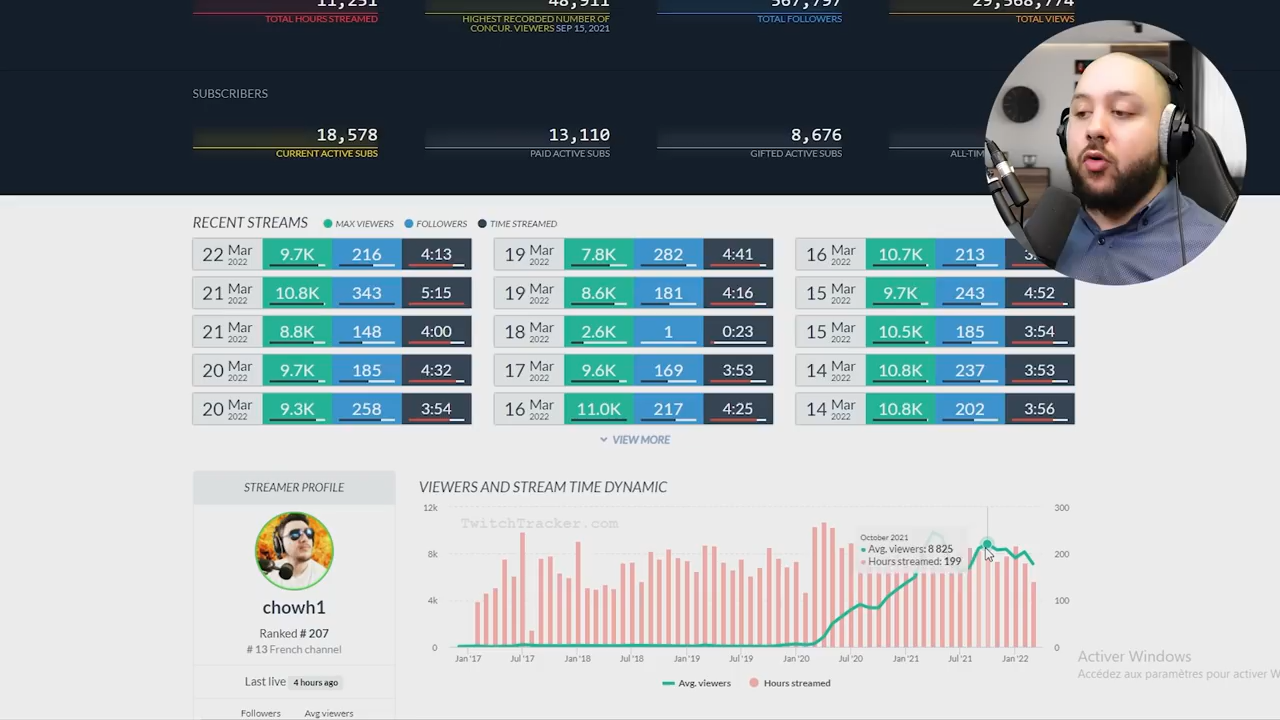 11,251
48,911
567,797
29,568,774
TOTAL HOURS STREAMED
HIGHEST RECORDED NUMBER OF
CONCUR. VIEWERS SEP 15, 2021
TOTAL FOLLOWERS
TOTAL VIEWS
SUBSCRIBERS
18,578
13,110
8,676
CURRENT ACTIVE SUBS
PAID ACTIVE SUBS
GIFTED ACTIVE SUBS
RECENT STREAMS
MAX VIEWERS
FOLLOWERS
TIME STREAMED
22 Mar 2022 9.7K 216 4:13
19 Mar 2022 7.8K 282 4:41
16 Mar 2022 10.7K 213
21 Mar 2022 10.8K 343 5:15
19 Mar 2022 8.6K 181 4:16
15 Mar 2022 9.7K 243 4:52
21 Mar 2022 8.8K 148 4:00
18 Mar 2022 2.6K 1 0:23
15 Mar 2022 10.5K 185 3:54
20 Mar 2022 9.7K 185 4:32
17 Mar 2022 9.6K 169 3:53
14 Mar 2022 10.8K 237 3:53
20 Mar 2022 9.3K 258 3:54
16 Mar 2022 11.0K 217 4:25
14 Mar 2022 10.8K 202 3:56
VIEW MORE
STREAMER PROFILE
chowh1
Ranked # 207
# 13 French channel
Last live 4 hours ago
Followers Avg viewers
VIEWERS AND STREAM TIME DYNAMIC
TwitchTracker.com
12k
8k
4k
0
300
200
100
0
October 2021
Avg. viewers: 8 825
Hours streamed: 199
Jan '17 Jul '17 Jan '18 Jul '18 Jan '19 Jul '19 Jan '20 Jul '20 Jan '21 Jul '21 Jan '22
Avg. viewers Hours streamed
Activer Windows
Accédez aux paramètres pour activer